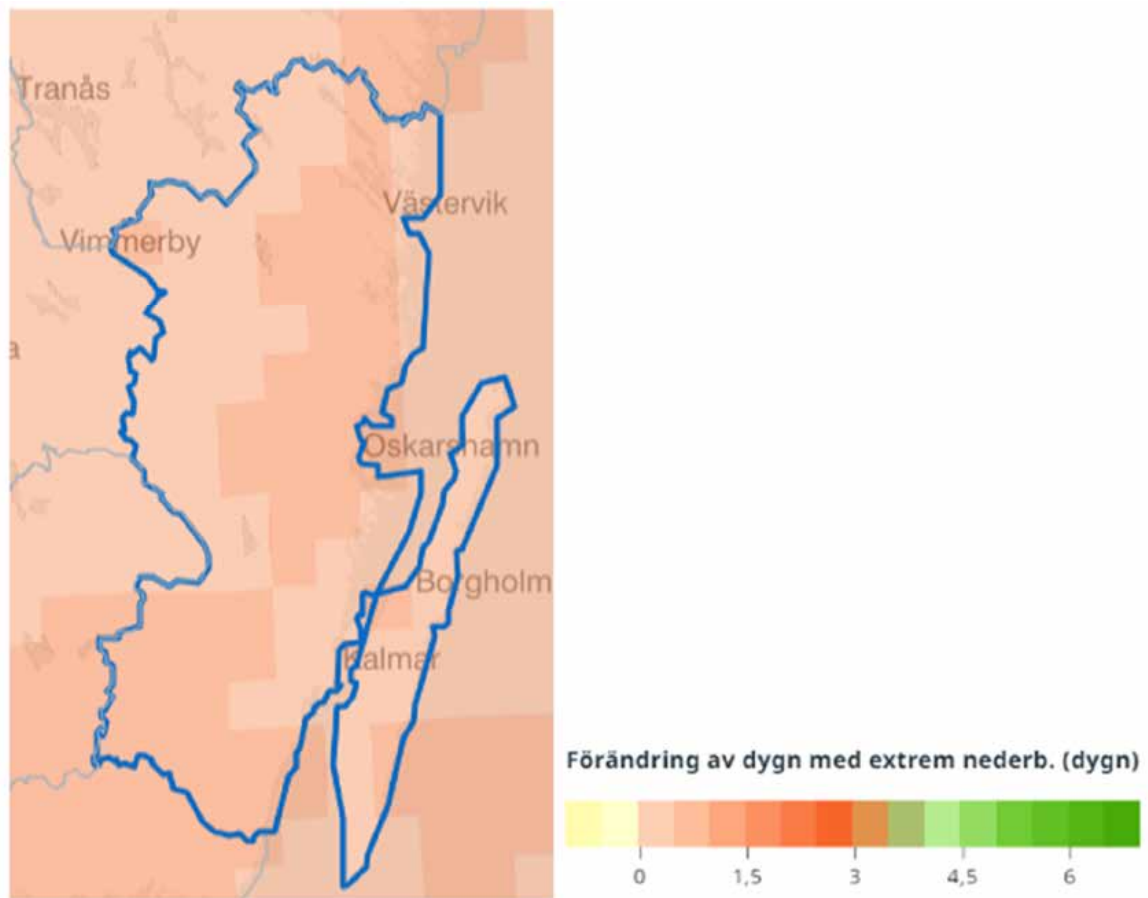 Tranås
Västervik
Vimmerby
a
Oskarshamn
Borgholm
Kalmar
Förändring av dygn med extrem nederb. (dygn)
0 1,5 3 4,5 6